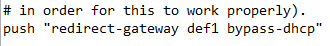 # in order for this to work properly).
push "redirect-gateway def1 bypass-dhcp"